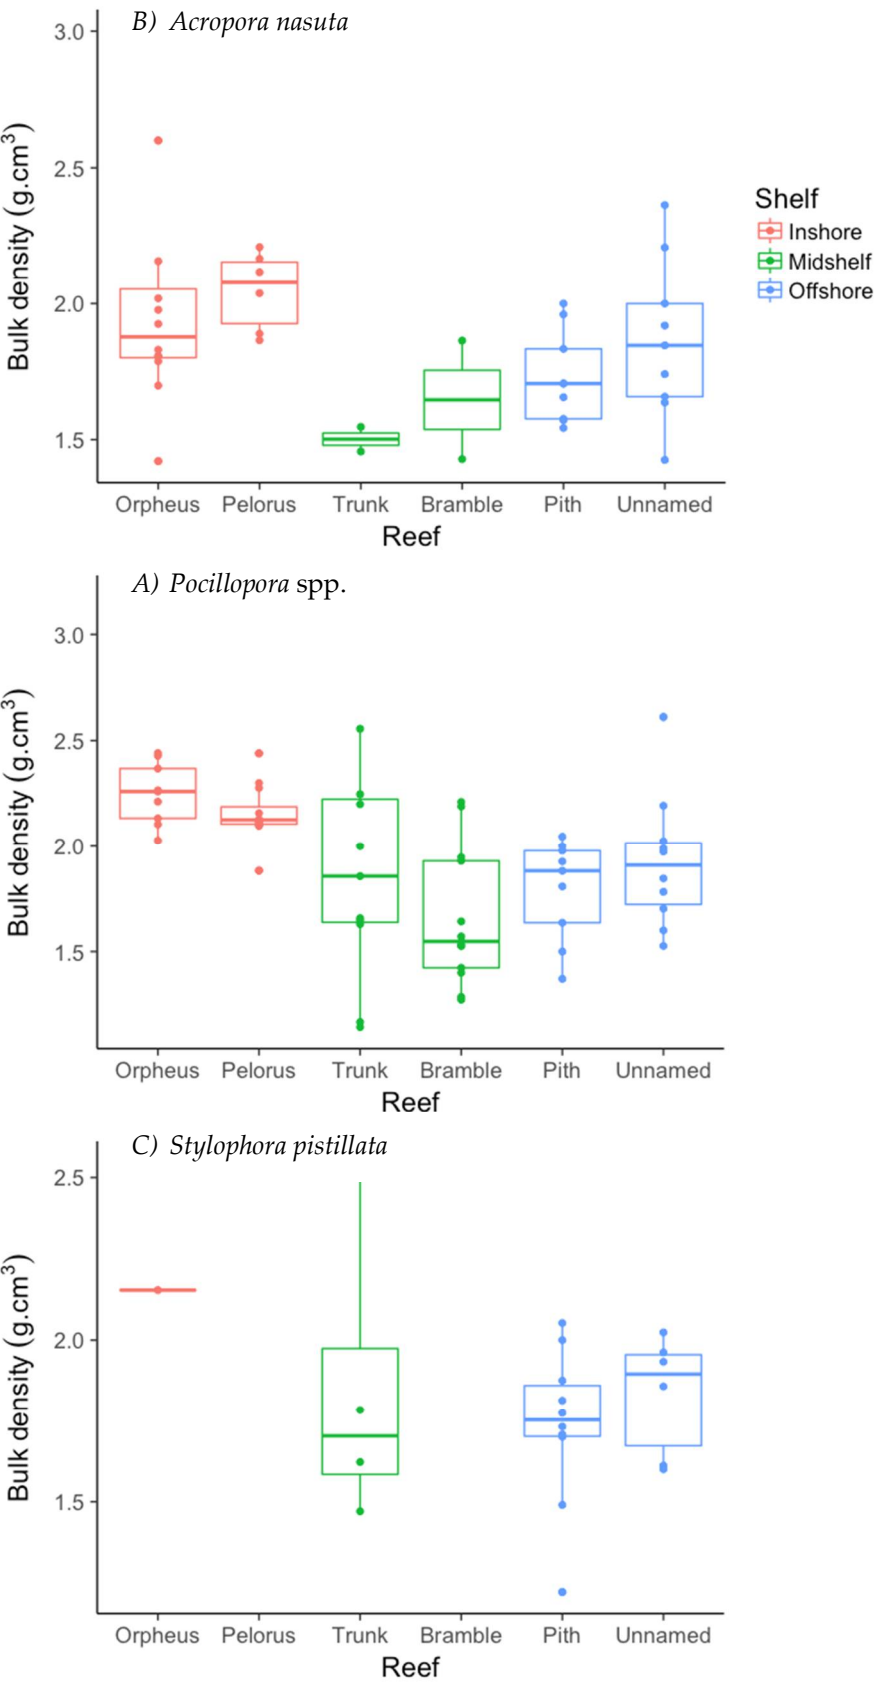 B) Acropora nasuta
3.0
2.5
2.0
1.5
Bulk density (g.cm³)
Orpheus Pelorus Trunk Bramble Pith Unnamed
Reef
Shelf
Inshore
Midshelf
Offshore
A) Pocillopora spp.
3.0
2.5
2.0
1.5
Bulk density (g.cm³)
Orpheus Pelorus Trunk Bramble Pith Unnamed
Reef
C) Stylophora pistillata
2.5
2.0
1.5
Bulk density (g.cm³)
Orpheus Pelorus Trunk Bramble Pith Unnamed
Reef